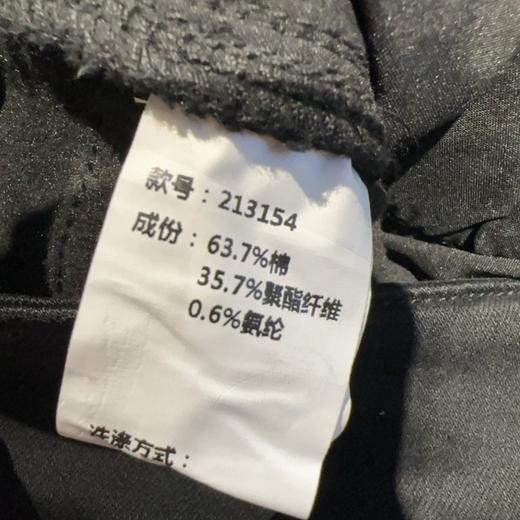 款号：213154
成份：63.7%棉
35.7%聚酯纤维
0.6%氨纶
洗涤方式：